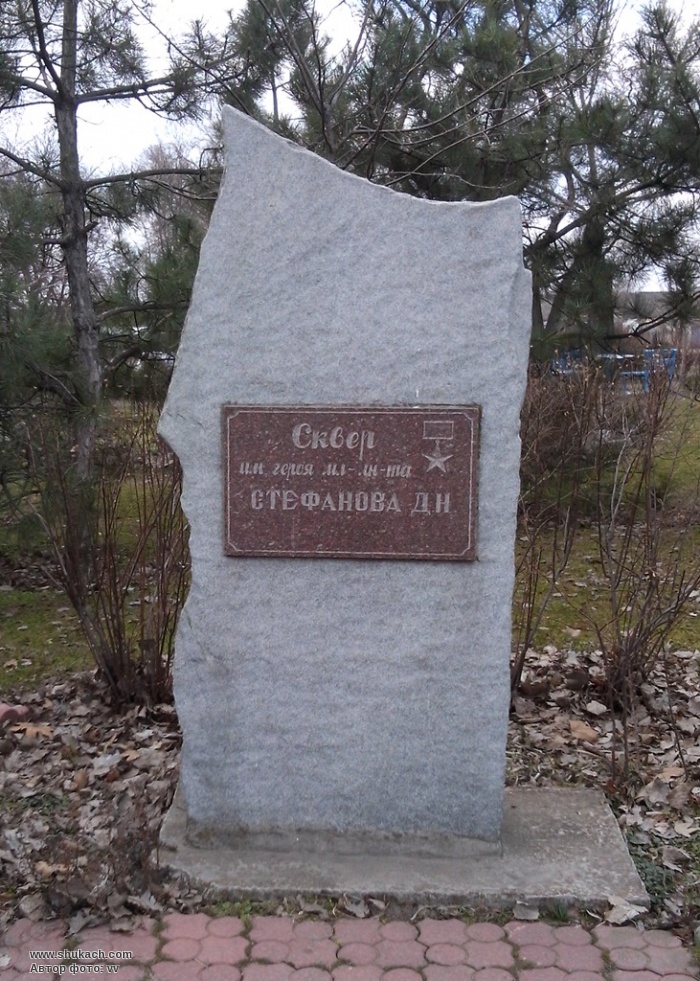 Сквер
им героя мл-лн-та
СТЕФАНОВА Д Н
www.shukach.com
Автор фото: vv